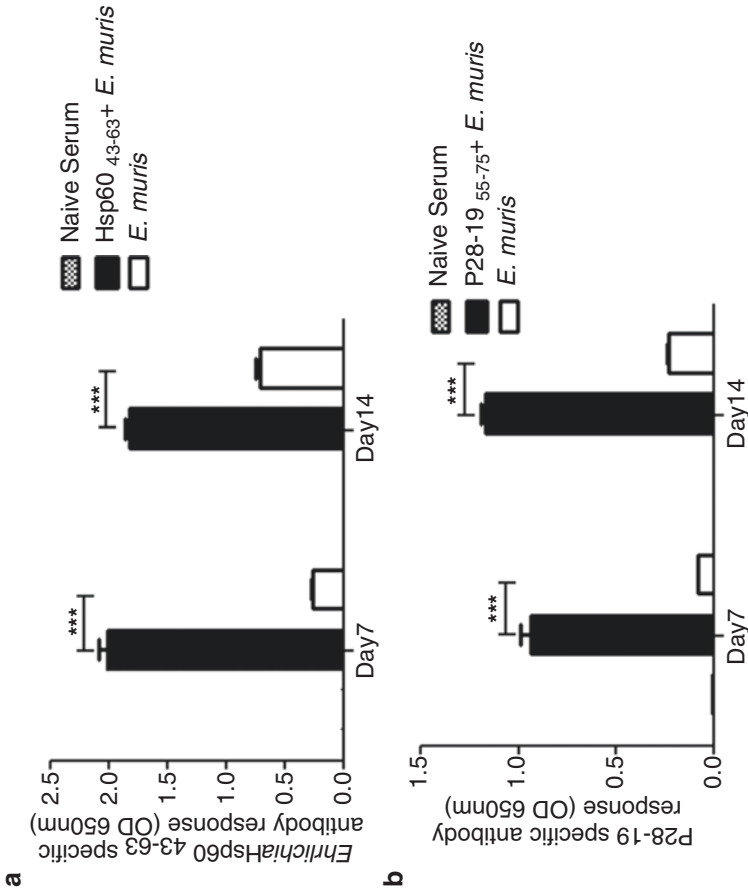 a
EhrlichiaHsp60 43-63 specific
antibody response (OD 650nm)
2.5
2.0
1.5
1.0
0.5
0.0
***
***
Day7
Day14
Naive Serum
Hsp60 43-63+ E. muris
E. muris
b
P28-19 specific antibody
response (OD 650nm)
1.5
1.0
0.5
0.0
***
***
Day7
Day14
Naive Serum
P28-19 55-75+ E. muris
E. muris